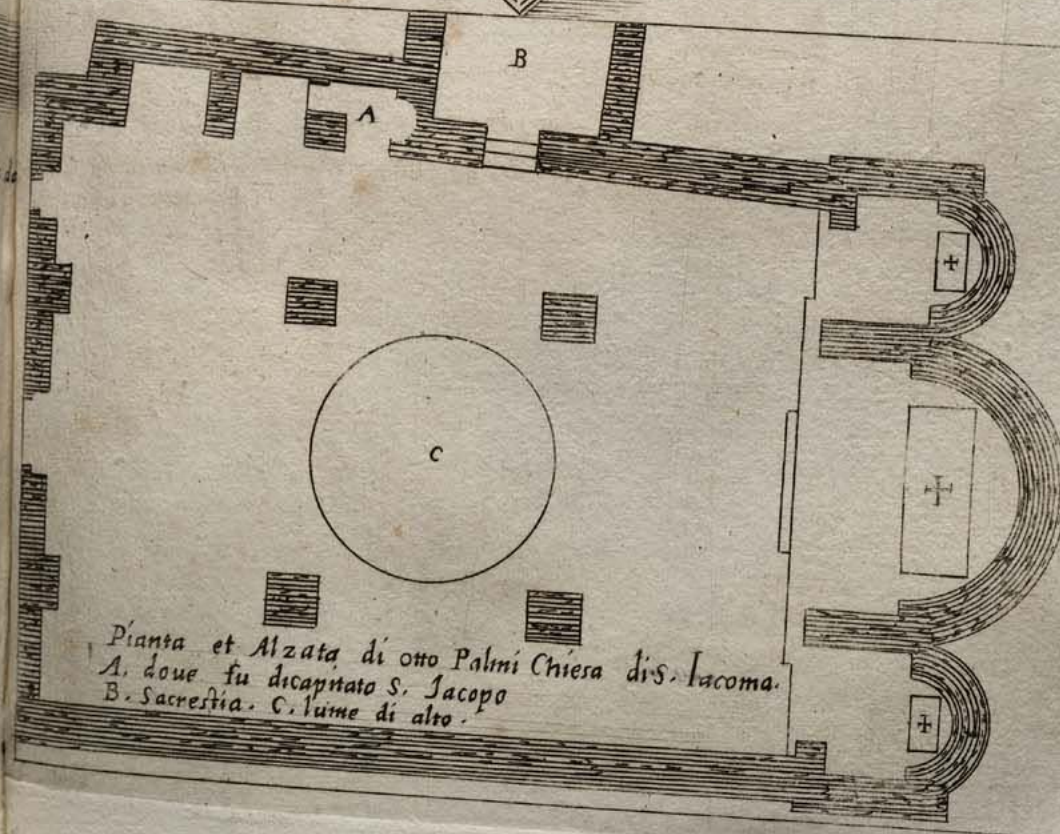 B
A
C
Pianta et Alzata di otto Palmi Chiesa di S. Iacoma.
A. doue fu dicapitato S. Jacopo
B. Sacrestia. C. lume di alto.